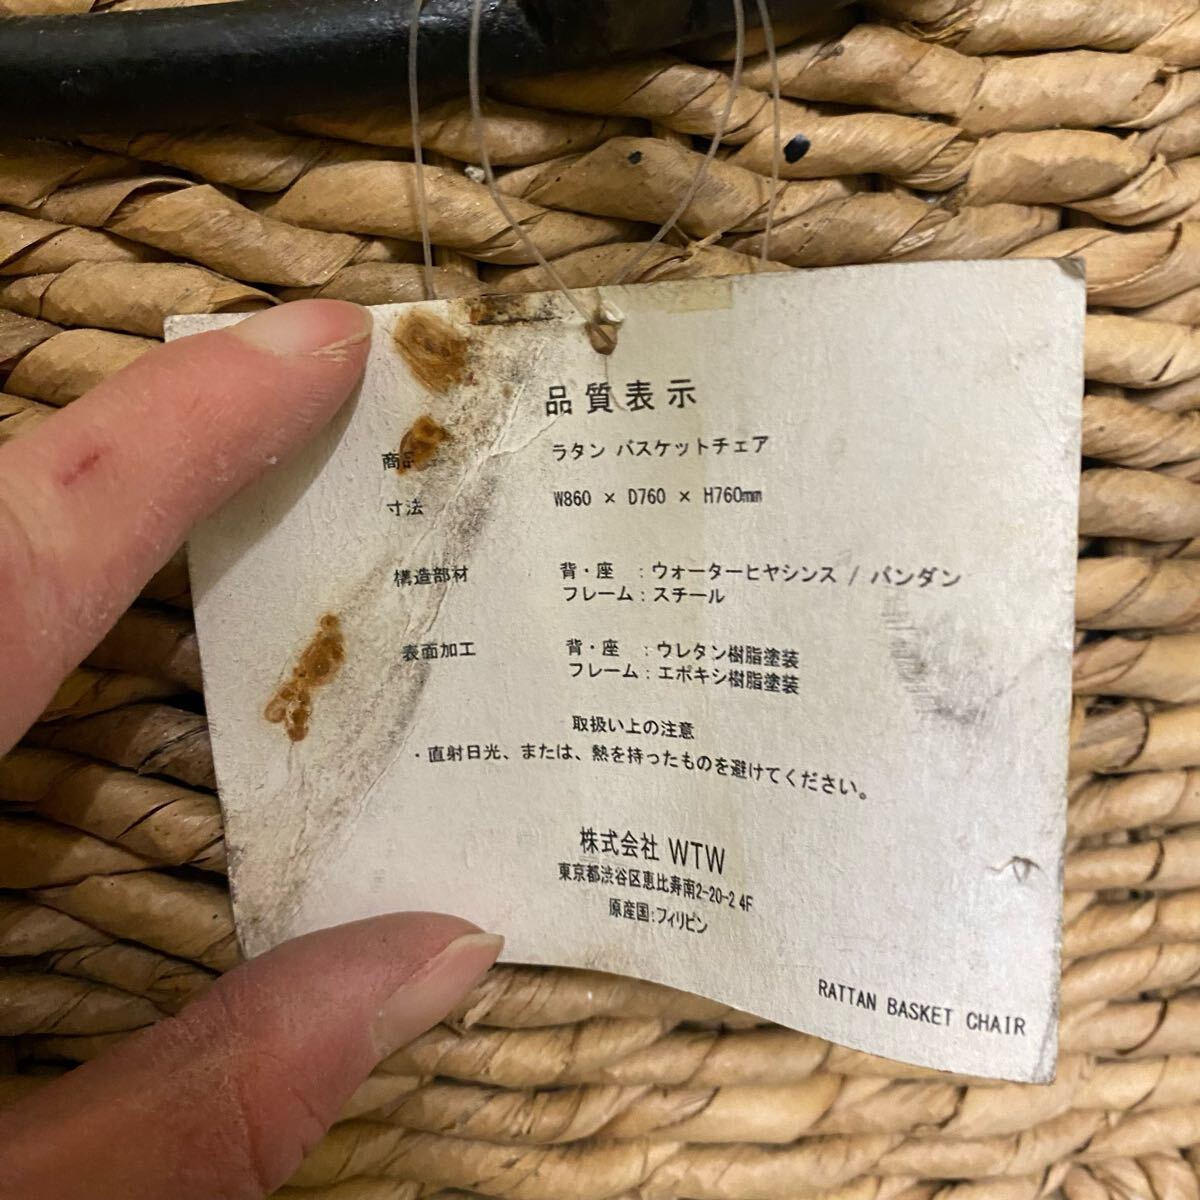 品質表示
商品 ラタン バスケットチェア
寸法 W860 × D760 × H760mm
構造部材 背・座 : ウォーターヒヤシンス / バンダン
フレーム : スチール
表面加工 背・座 : ウレタン樹脂塗装
フレーム : エポキシ樹脂塗装
取扱い上の注意
・直射日光、または、熱を持ったものを避けてください。
株式会社 WTW
東京都渋谷区恵比寿南2-20-2 4F
原産国:フィリピン
RATTAN BASKET CHAIR